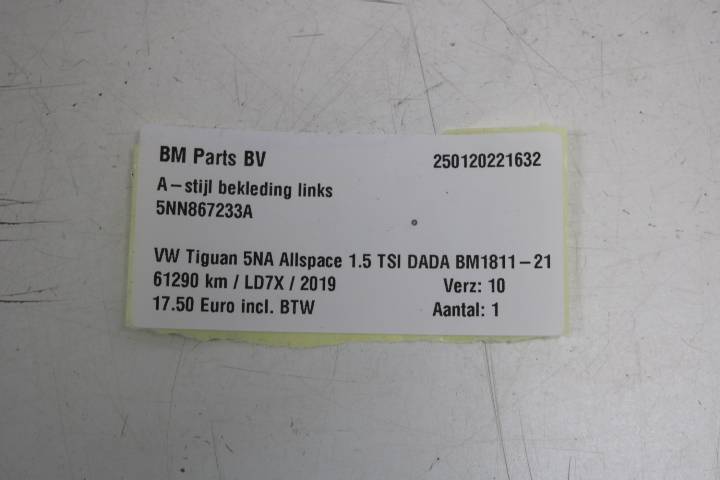 BM Parts BV 250120221632
A-stijl bekleding links
5NN867233A
VW Tiguan 5NA Allspace 1.5 TSI DADA BM1811-21
61290 km / LD7X / 2019 Verz: 10
17.50 Euro incl. BTW Aantal: 1